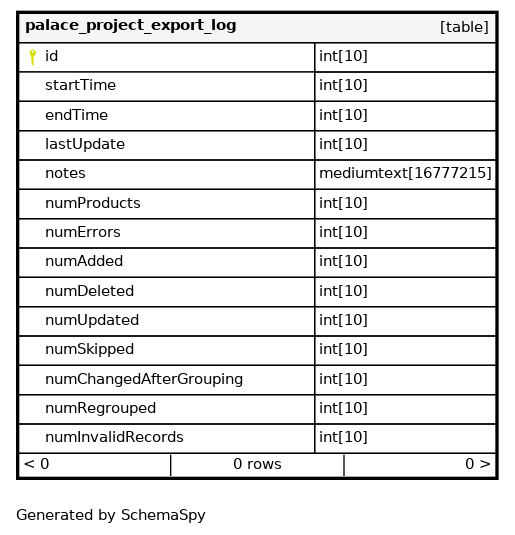 palace_project_export_log [table]
id int[10]
startTime int[10]
endTime int[10]
lastUpdate int[10]
notes mediumtext[16777215]
numProducts int[10]
numErrors int[10]
numAdded int[10]
numDeleted int[10]
numUpdated int[10]
numSkipped int[10]
numChangedAfterGrouping int[10]
numRegrouped int[10]
numInvalidRecords int[10]
< 0 0 rows 0 >
Generated by SchemaSpy